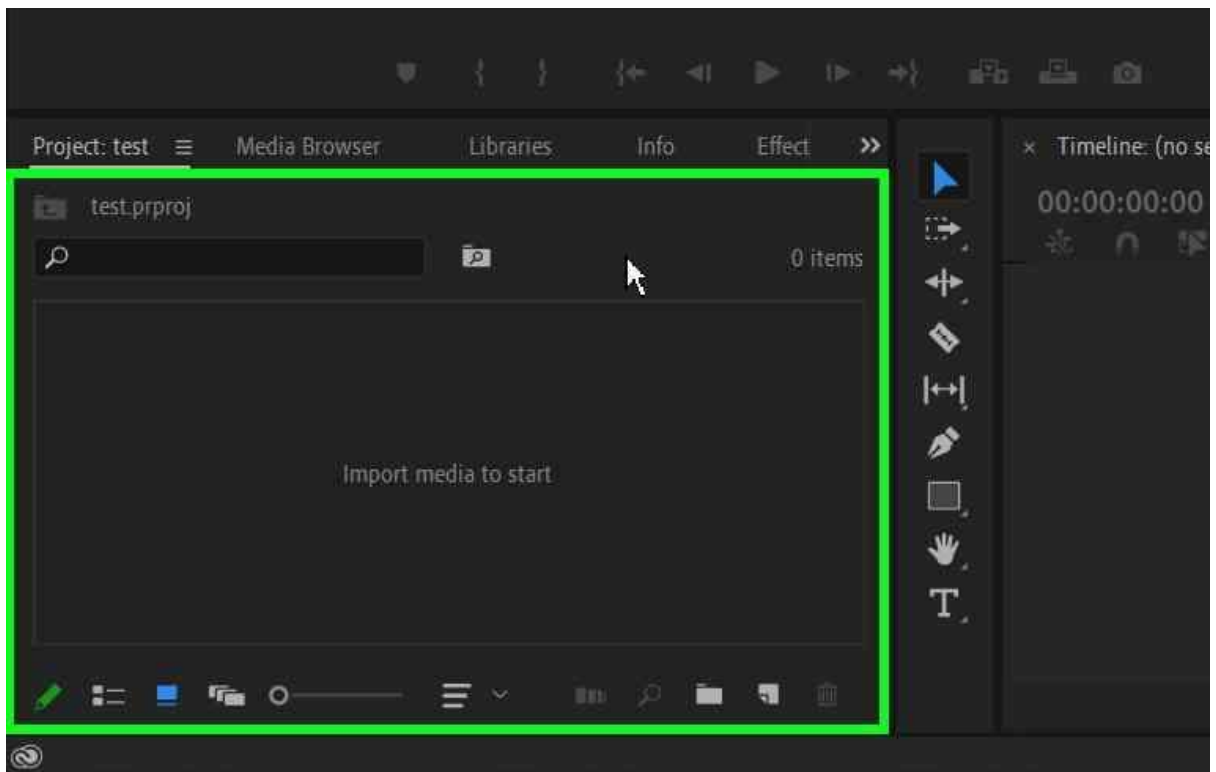 Project: test Media Browser Libraries Info Effect
Timeline: (no se
test.prproj
00:00:00:00
0 items
Import media to start